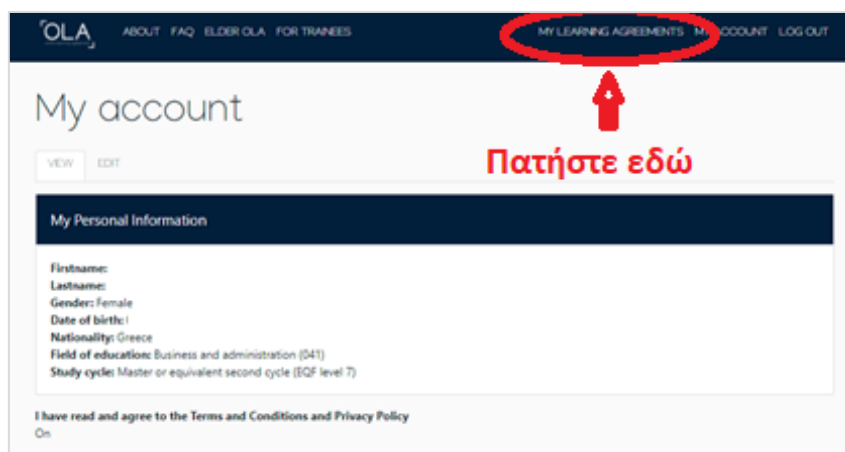 OLA ABOUT FAQ ELDER OLA FOR TRAINEES MY LEARNING AGREEMENTS MY ACCOUNT LOG OUT
My account
VIEW EDIT
Πατήστε εδώ
My Personal Information
Firstname:
Lastname:
Gender: Female
Date of birth:
Nationality: Greece
Field of education: Business and administration (041)
Study cycle: Master or equivalent second cycle (EQF level 7)
I have read and agree to the Terms and Conditions and Privacy Policy
On